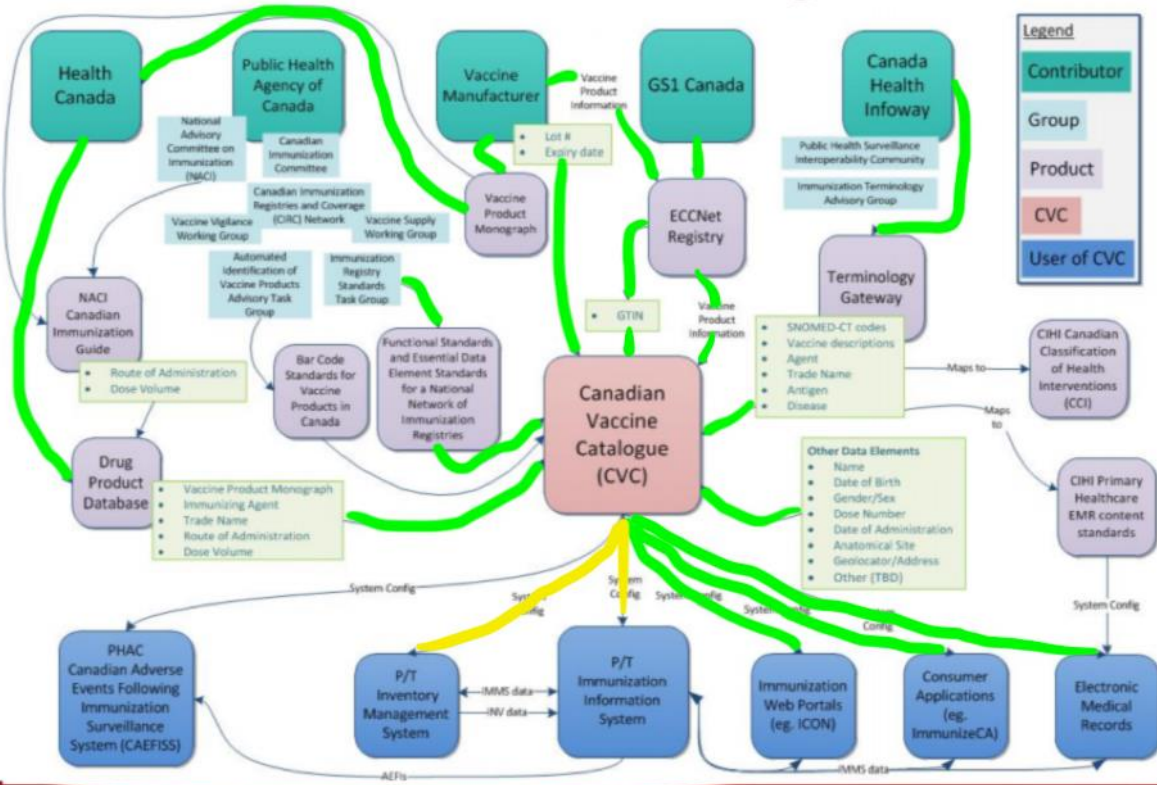 Health
Canada
Public Health
Agency of
Canada
Vaccine
Manufacturer
Vaccine
Product
Information
GS1 Canada
Canada
Health
Infoway
Legend
Contributor
Group
Product
CVC
User of CVC
National
Advisory
Committee on
Immunization
(NACI)
Canadian
Immunization
Committee
Canadian Immunization
Registries and Coverage
(CIRC) Network
Vaccine Vigilance
Working Group
Vaccine Supply
Working Group
Automated
Identification of
Vaccine Products
Advisory Task
Group
Immunization
Registry
Standards
Task Group
• Lot #
• Expiry date
Vaccine
Product
Monograph
ECCNet
Registry
Public Health Surveillance
Interoperability Community
Immunization Terminology
Advisory Group
Terminology
Gateway
NACI
Canadian
Immunization
Guide
• Route of Administration
• Dose Volume
Bar Code
Standards for
Vaccine
Products in
Canada
Functional Standards
and Essential Data
Element Standards
for a National
Network of
Immunization
Registries
• GTIN
Vaccine
Product
Information
• SNOMED-CT codes
• Vaccine descriptions
• Agent
• Trade Name
• Antigen
• Disease
Maps to
CIHI Canadian
Classification
of Health
Interventions
(CCI)
Maps
to
Canadian
Vaccine
Catalogue
(CVC)
Drug
Product
Database
• Vaccine Product Monograph
• Immunizing Agent
• Trade Name
• Route of Administration
• Dose Volume
Other Data Elements
• Name
• Date of Birth
• Gender/Sex
• Dose Number
• Date of Administration
• Anatomical Site
• Geolocator/Address
• Other (TBD)
CIHI Primary
Healthcare
EMR content
standards
System Config
System
Config
System
Config
System Config
System Config
System
Config
System Config
PHAC
Canadian Adverse
Events Following
Immunization
Surveillance
System (CAEFISS)
P/T
Inventory
Management
System
IMMS data
INV data
P/T
Immunization
Information
System
Immunization
Web Portals
(eg. ICON)
Consumer
Applications
(eg.
ImmunizeCA)
Electronic
Medical
Records
AEFIs
IMMS data